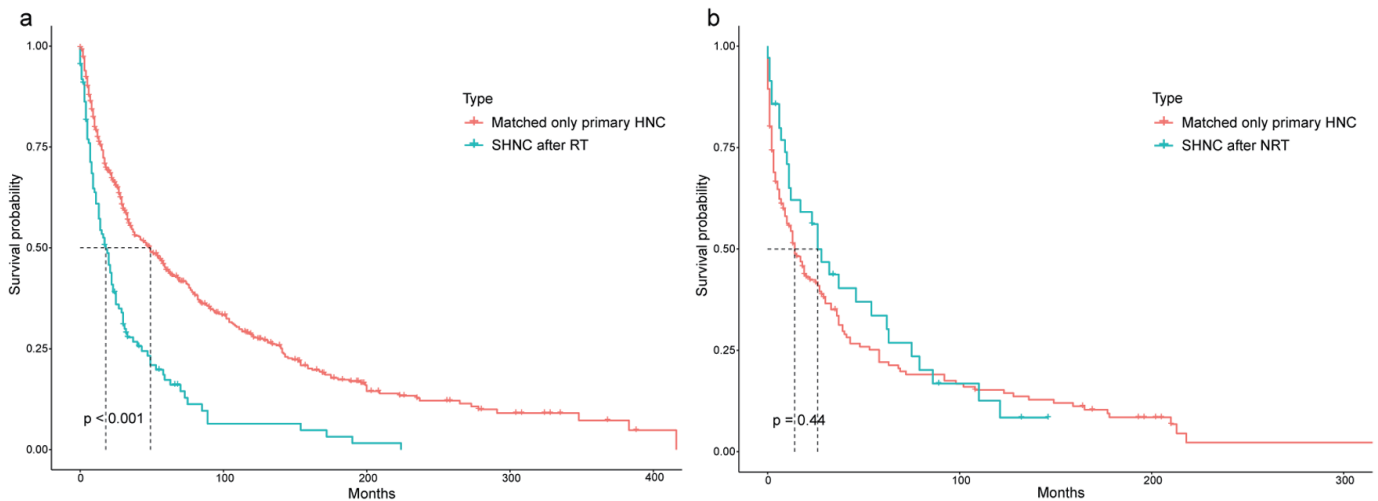 a
1.00
0.75
0.50
0.25
0.00
Survival probability
Type
Matched only primary HNC
SHNC after RT
p < 0.001
0
100
200
300
400
Months
b
1.00
0.75
0.50
0.25
0.00
Survival probability
Type
Matched only primary HNC
SHNC after NRT
p = 0.44
0
100
200
300
Months